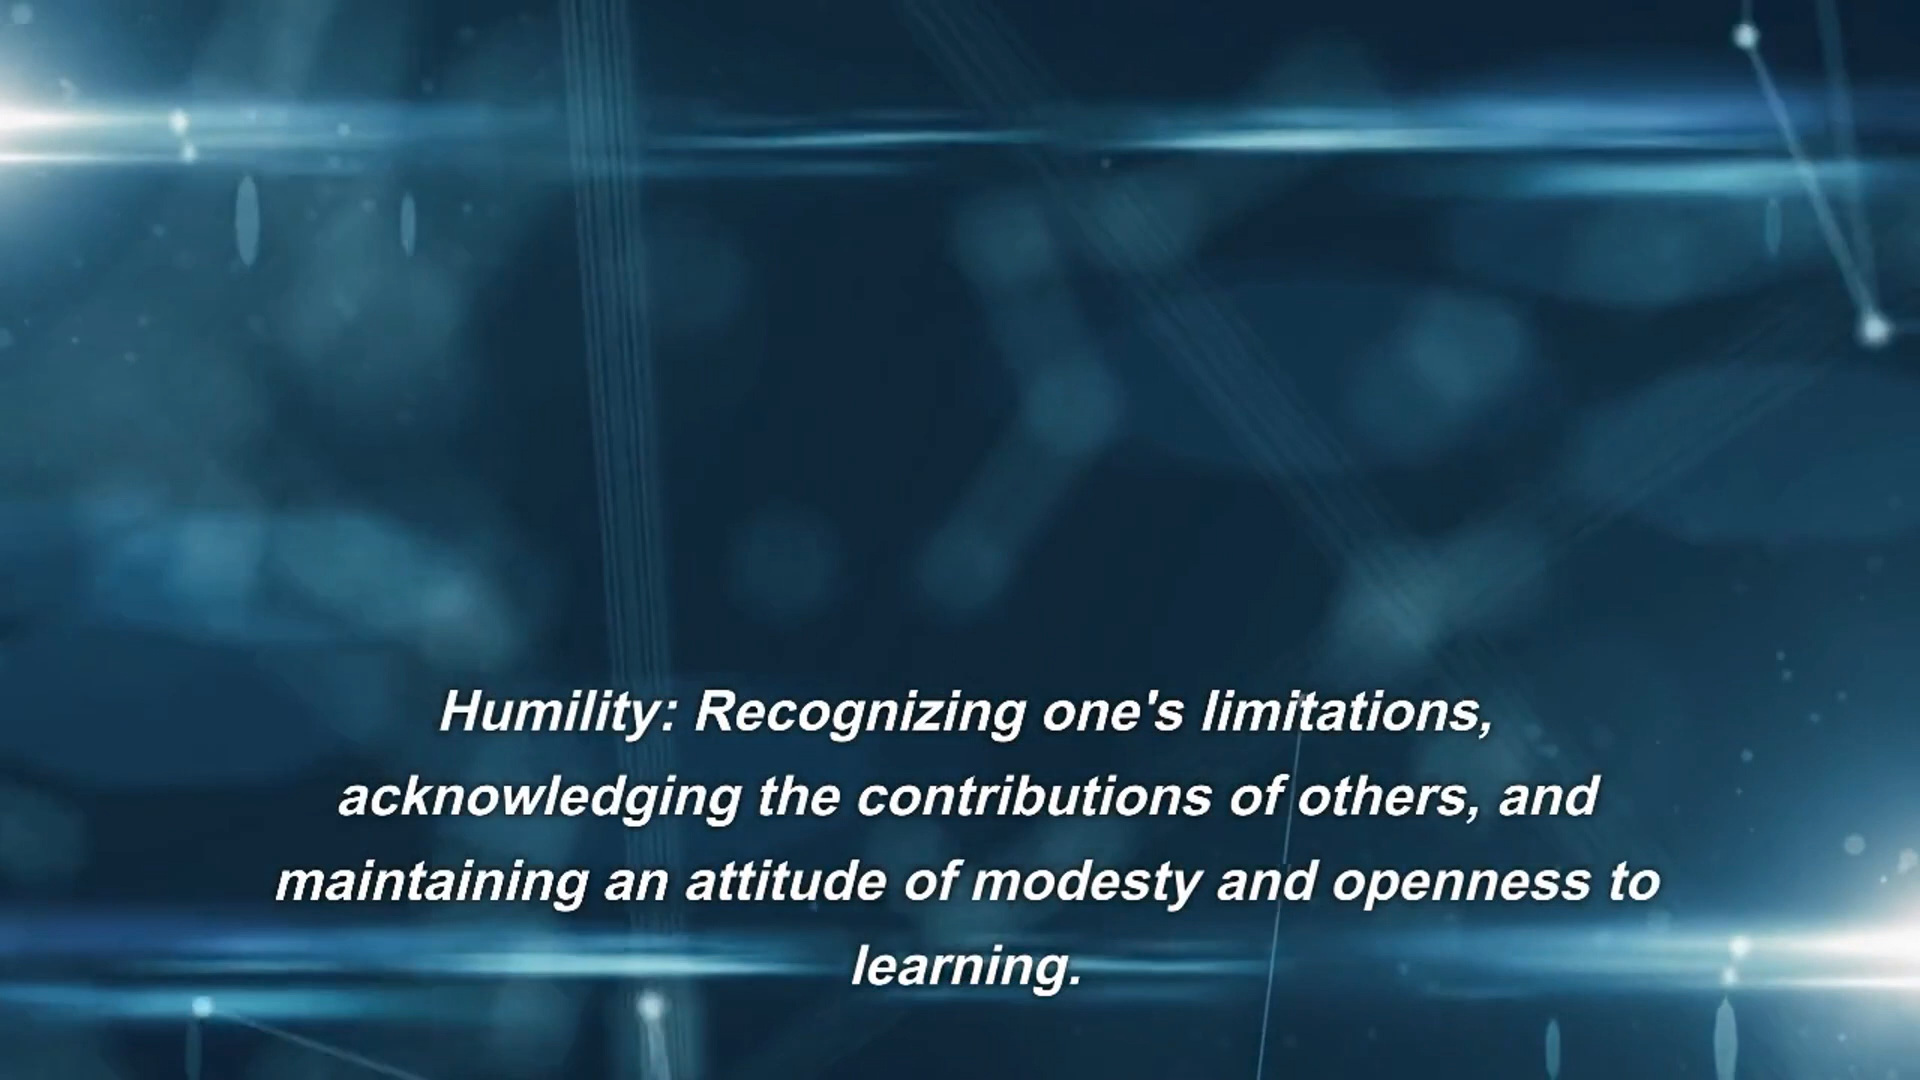 Humility: Recognizing one's limitations,
acknowledging the contributions of others, and
maintaining an attitude of modesty and openness to
learning.